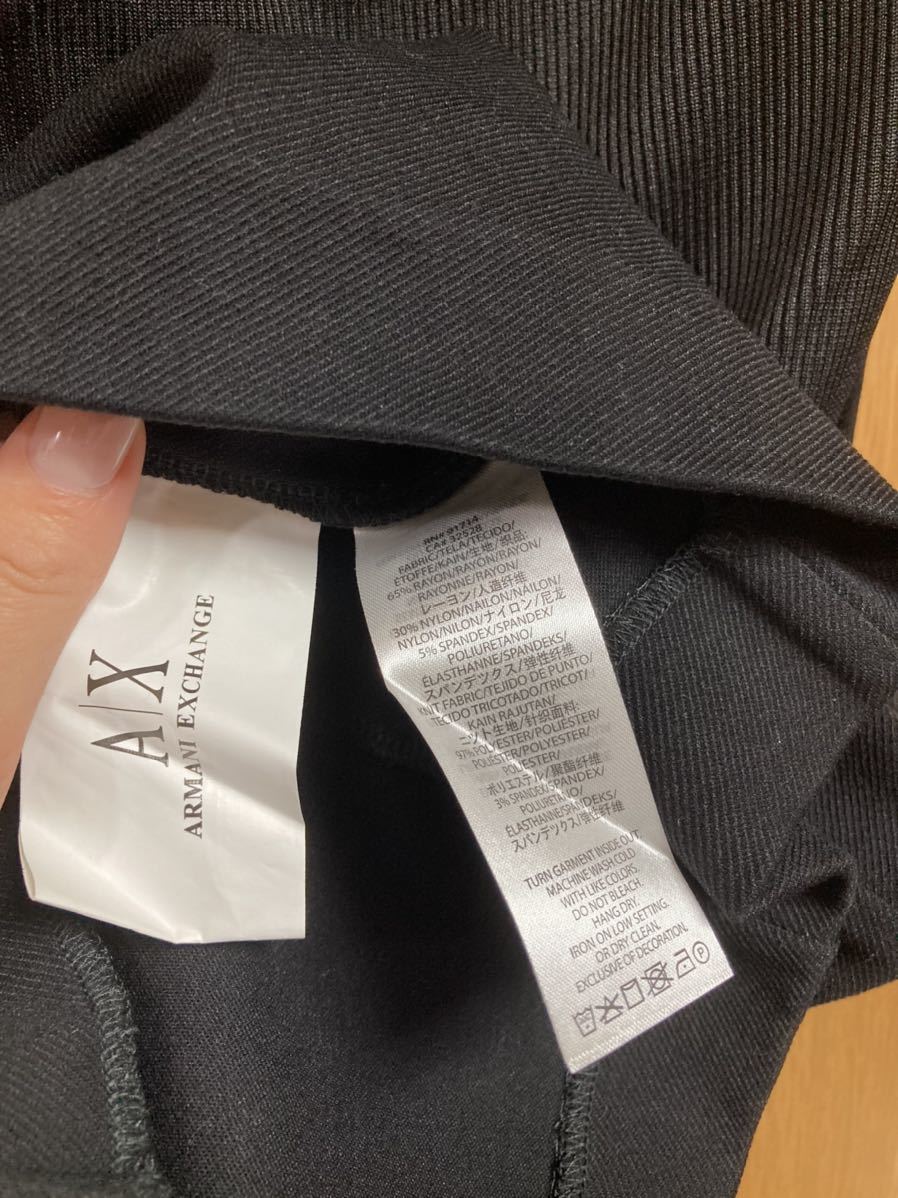 A|X
ARMANI EXCHANGE
RN# 91714
CA# 32528
FABRIC/TELA/TECIDO/
ÉTOFFE/KAIN/生地/织品:
65% RAYON/RAYON/RAYON/
RAYONNE/RAYON/
レーヨン/人造纤维
30% NYLON/NAILON/NAILON/
NYLON/NILON/ナイロン/尼龙
5% SPANDEX/SPANDEX/
POLIURETANO/
ÉLASTHANNE/SPANDEKS/
スパンデックス/弹性纤维
KNIT FABRIC/TEJIDO DE PUNTO/
TECIDO TRICOTADO/TRICOT/
KAIN RAJUTAN/
ニット生地/针织面料:
97% POLYESTER/POLIESTER/
POLIESTER/POLYESTER/
POLYESTER/
ポリエステル/聚酯纤维
3% SPANDEX/SPANDEX/
POLIURETANO/
ÉLASTHANNE/SPANDEKS/
スパンデックス/弹性纤维
TURN GARMENT INSIDE OUT
MACHINE WASH COLD
WITH LIKE COLORS
DO NOT BLEACH.
HANG DRY.
IRON ON LOW SETTING.
OR DRY CLEAN.
EXCLUSIVE OF DECORATION.